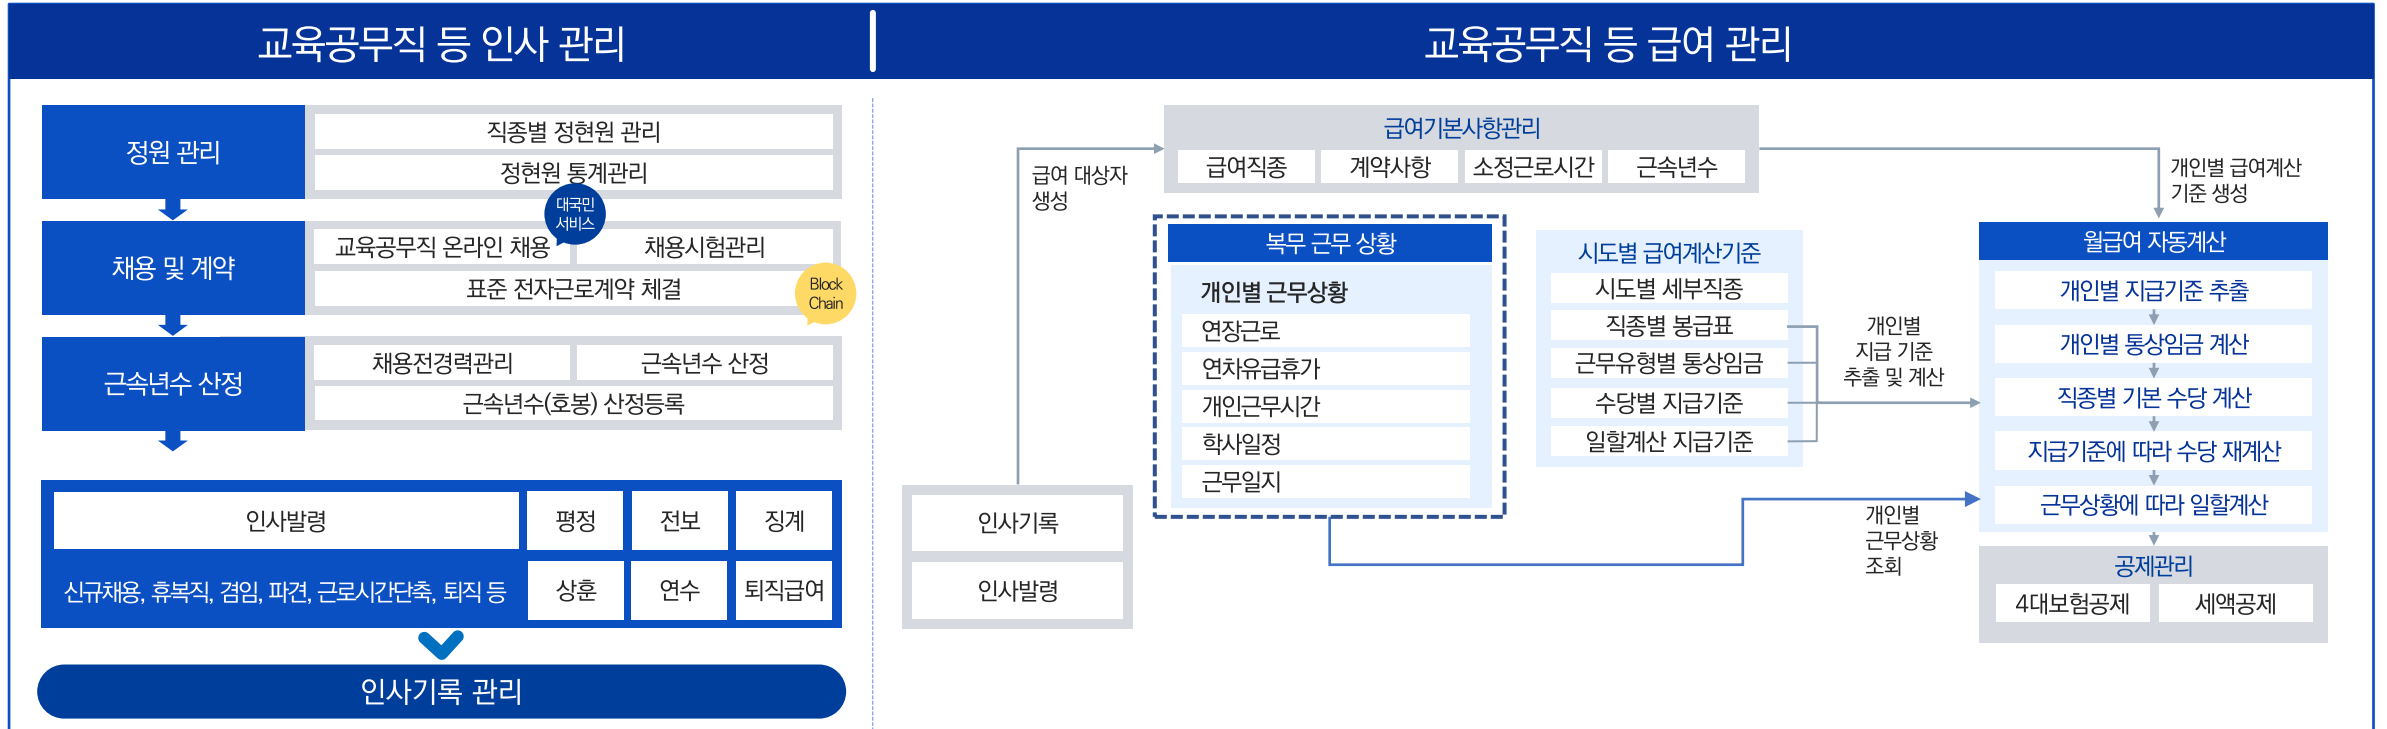 교육공무직 등 인사 관리
정원 관리
직종별 정현원 관리
정현원 통계관리
대국민
서비스
채용 및 계약
교육공무직 온라인 채용
채용시험관리
표준 전자근로계약 체결
Block
Chain
근속년수 산정
채용전경력관리
근속년수 산정
근속년수(호봉) 산정등록
인사발령
평정
전보
징계
신규채용, 휴복직, 겸임, 파견, 근로시간단축, 퇴직 등
상훈
연수
퇴직급여
인사기록 관리
교육공무직 등 급여 관리
인사기록
인사발령
급여 대상자
생성
급여기본사항관리
급여직종
계약사항
소정근로시간
근속년수
개인별 급여계산
기준 생성
복무 근무 상황
개인별 근무상황
연장근로
연차유급휴가
개인근무시간
학사일정
근무일지
시도별 급여계산기준
시도별 세부직종
직종별 봉급표
근무유형별 통상임금
수당별 지급기준
일할계산 지급기준
개인별
지급 기준
추출 및 계산
개인별
근무상황
조회
월급여 자동계산
개인별 지급기준 추출
개인별 통상임금 계산
직종별 기본 수당 계산
지급기준에 따라 수당 재계산
근무상황에 따라 일할계산
공제관리
4대보험공제
세액공제